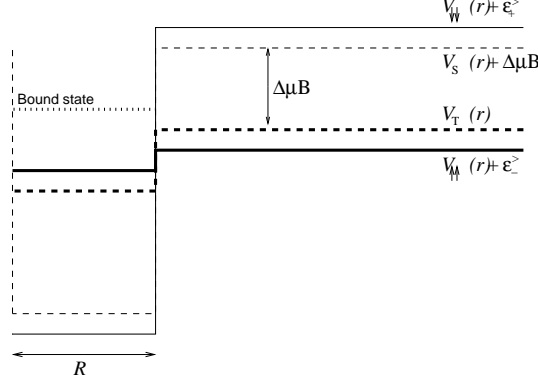 V↓↓ (r)+ ε₊^>
V_S (r)+ ΔμB
ΔμB
Bound state
V_T (r)
V↑↑ (r)+ ε₋^>
R